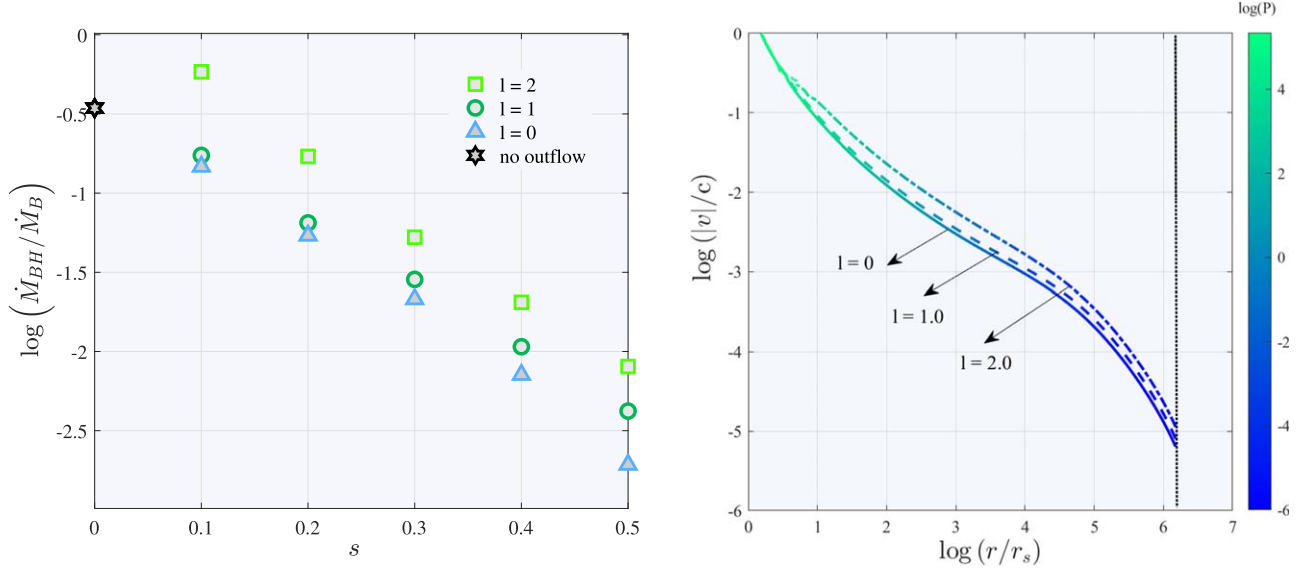 0
-0.5
-1
-1.5
-2
-2.5
log (Ṁ_BH/Ṁ_B)
0 0.1 0.2 0.3 0.4 0.5
s
l = 2
l = 1
l = 0
no outflow
log(P)
0
-1
-2
-3
-4
-5
-6
log (|v|/c)
l = 0
l = 1.0
l = 2.0
0 1 2 3 4 5 6 7
log (r/r_s)
4
2
0
-2
-4
-6